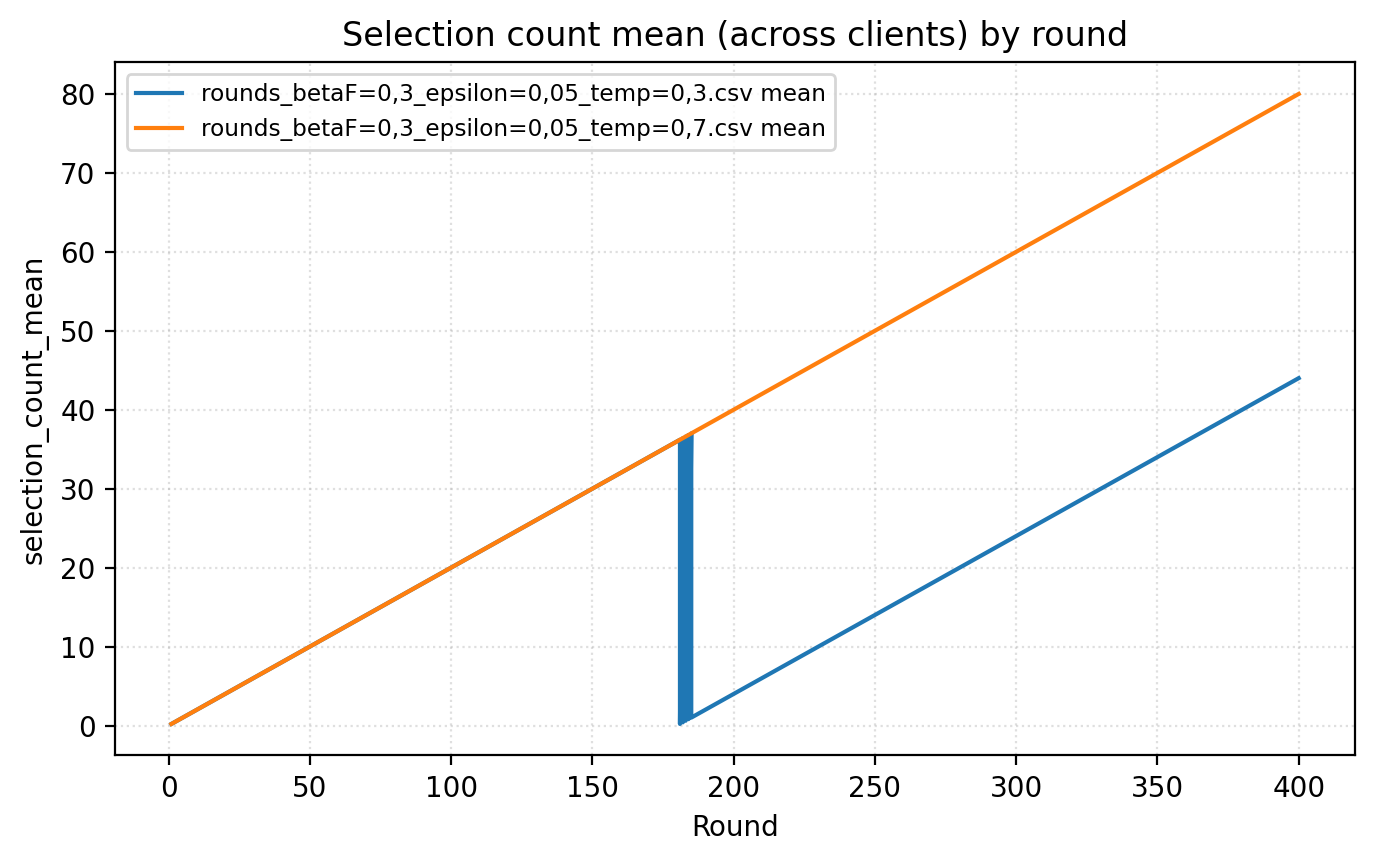 Selection count mean (across clients) by round
rounds_betaF=0,3_epsilon=0,05_temp=0,3.csv mean
rounds_betaF=0,3_epsilon=0,05_temp=0,7.csv mean
selection_count_mean
80
70
60
50
40
30
20
10
0
0 50 100 150 200 250 300 350 400
Round